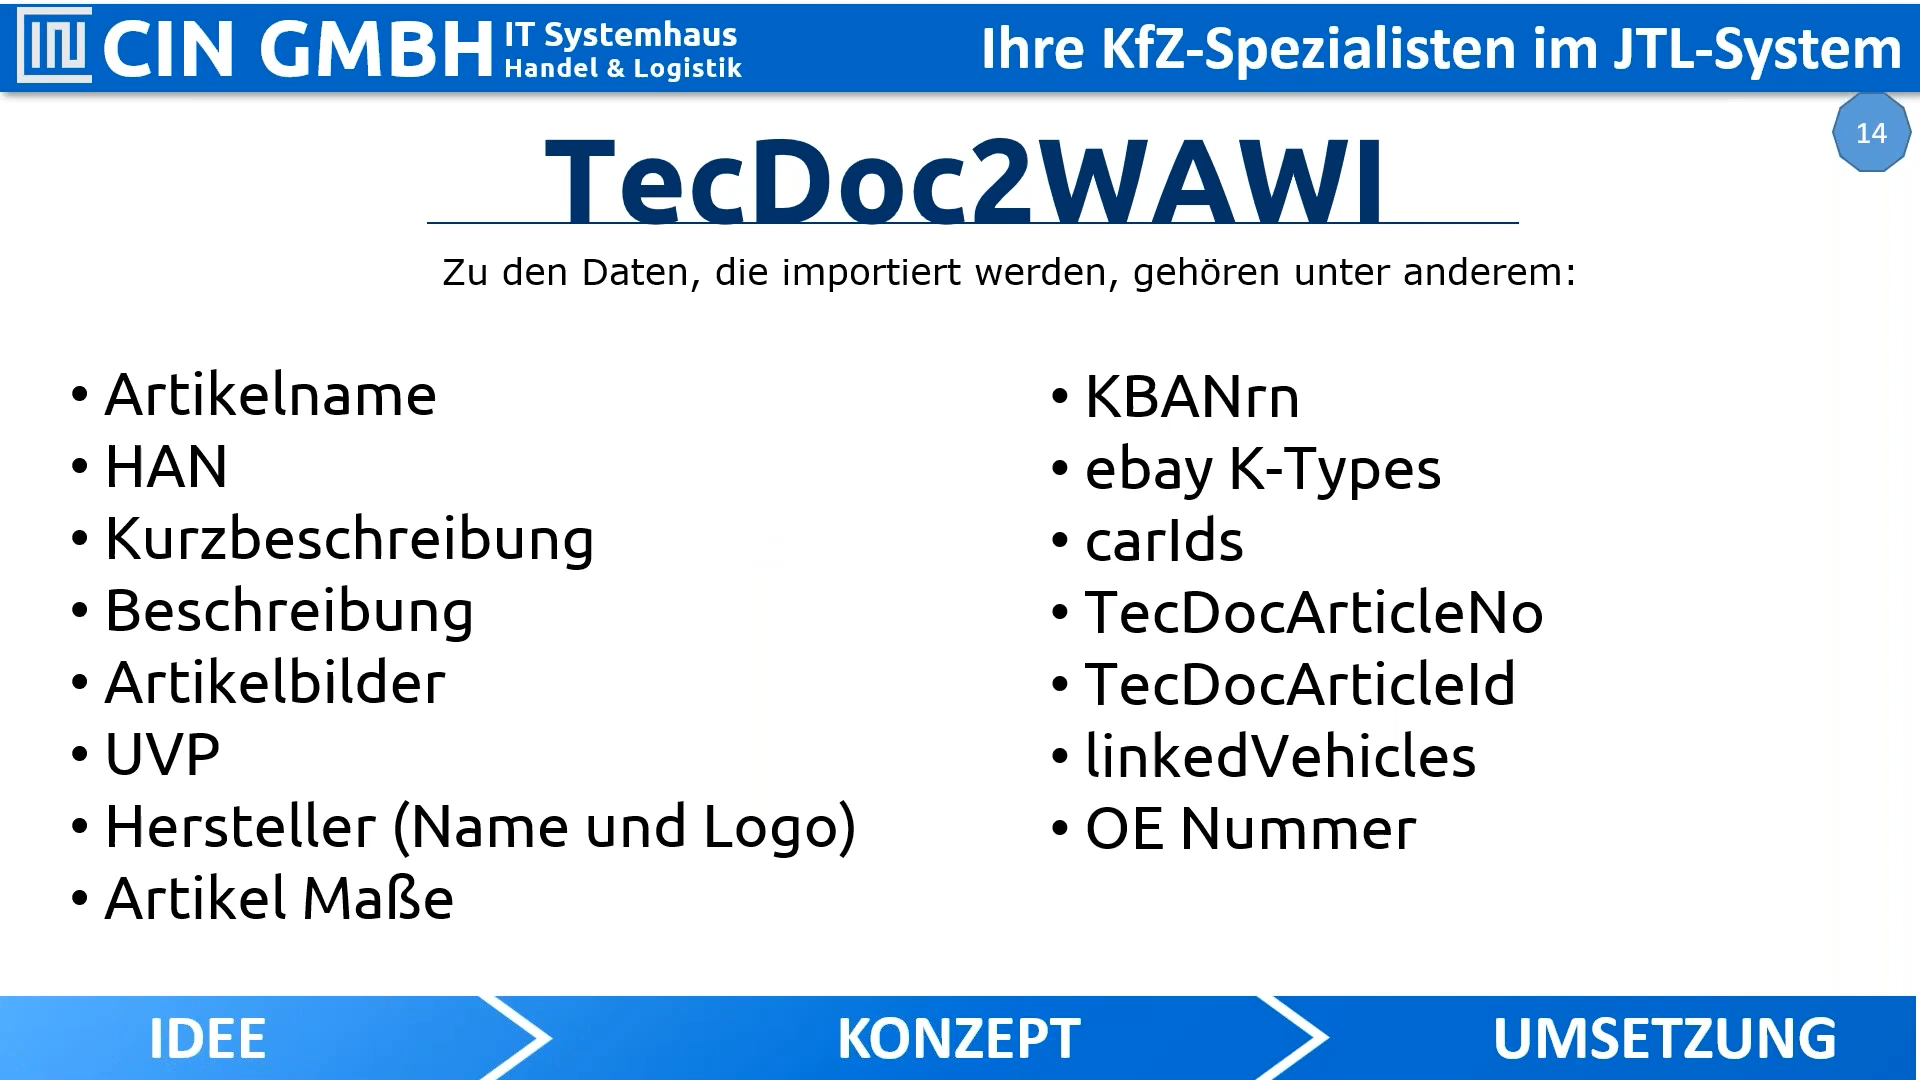 CIN GMBH
IT Systemhaus
Handel & Logistik
Ihre KfZ-Spezialisten im JTL-System
14
TecDoc2WAWI
Zu den Daten, die importiert werden, gehören unter anderem:
• Artikelname
• HAN
• Kurzbeschreibung
• Beschreibung
• Artikelbilder
• UVP
• Hersteller (Name und Logo)
• Artikel Maße
• KBANrn
• ebay K-Types
• carIds
• TecDocArticleNo
• TecDocArticleId
• linkedVehicles
• OE Nummer
IDEE
KONZEPT
UMSETZUNG